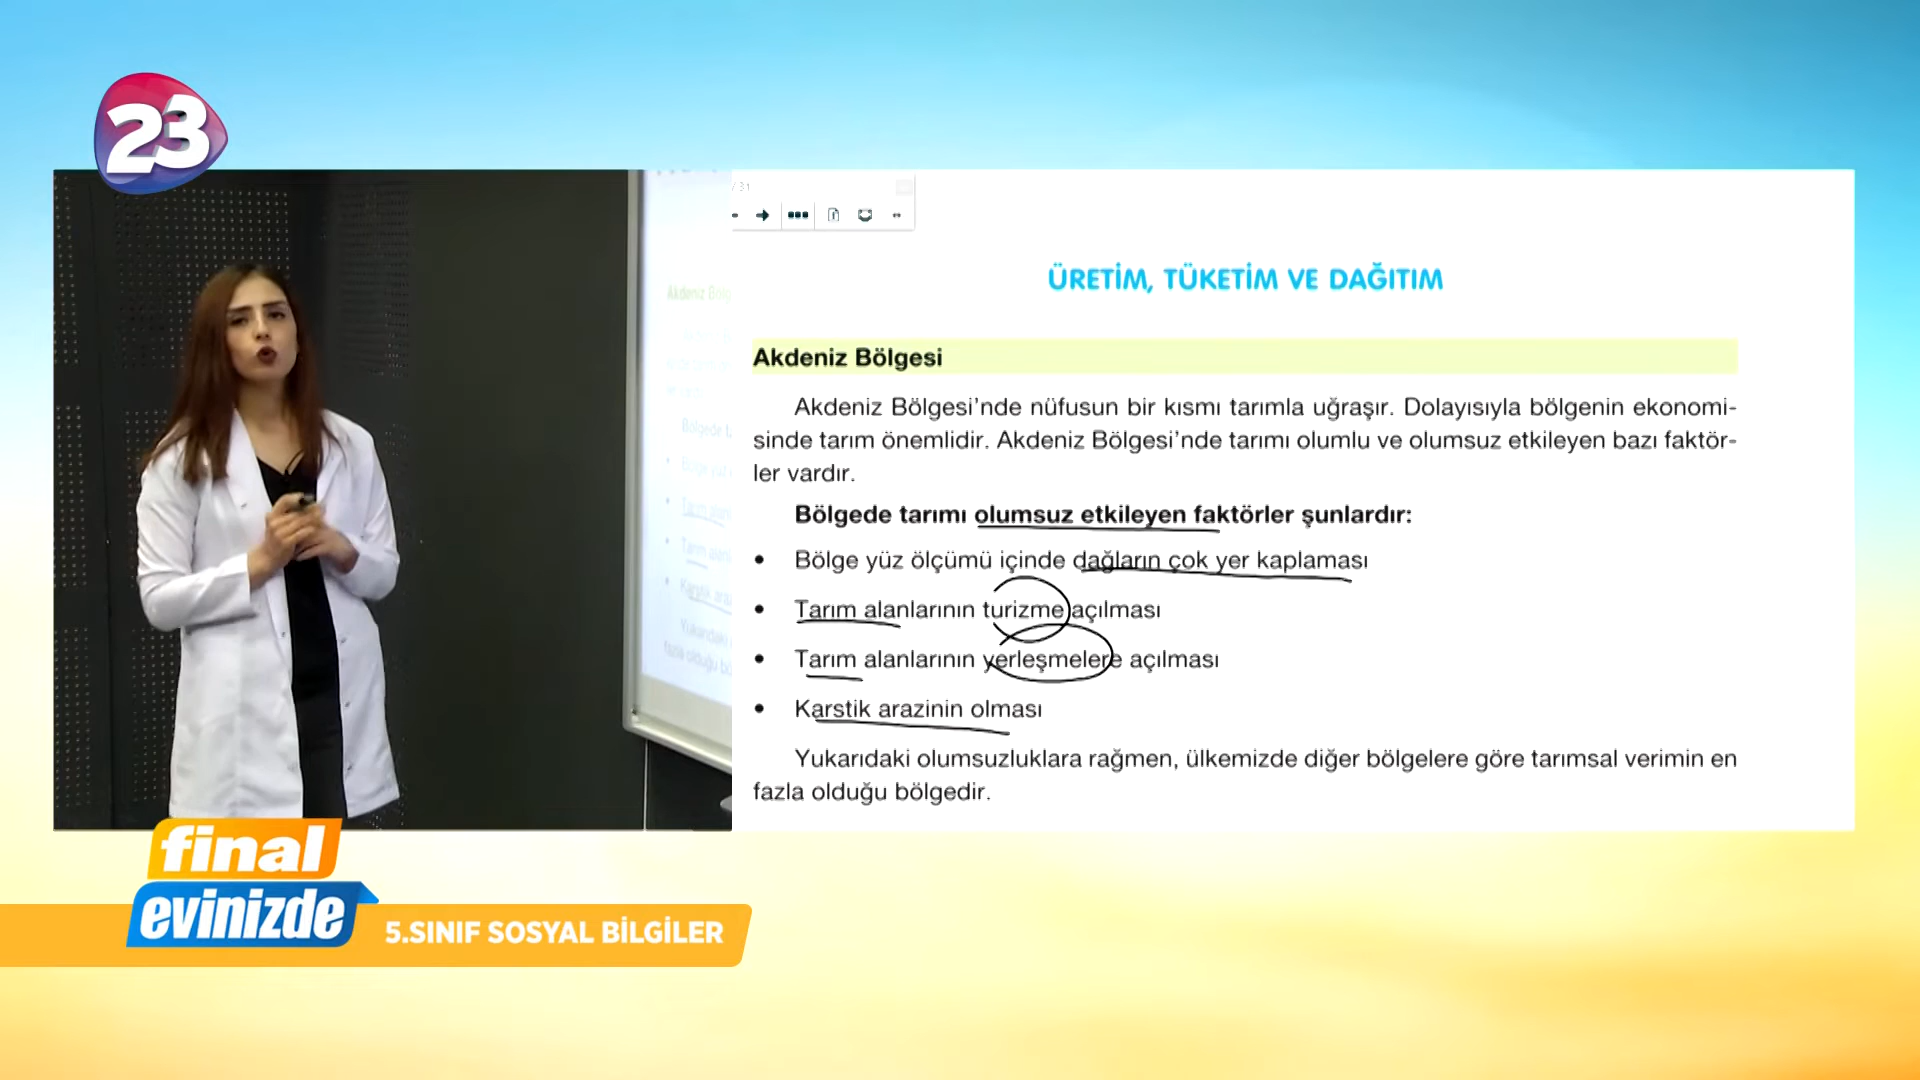 23
/ 31
ÜRETİM, TÜKETİM VE DAĞITIM
Akdeniz Bölgesi
Akdeniz Bölgesi'nde nüfusun bir kısmı tarımla uğraşır. Dolayısıyla bölgenin ekonomi-
sinde tarım önemlidir. Akdeniz Bölgesi'nde tarımı olumlu ve olumsuz etkileyen bazı faktör-
ler vardır.
Bölgede tarımı olumsuz etkileyen faktörler şunlardır:
• Bölge yüz ölçümü içinde dağların çok yer kaplaması
• Tarım alanlarının turizme açılması
• Tarım alanlarının yerleşmelere açılması
• Karstik arazinin olması
Yukarıdaki olumsuzluklara rağmen, ülkemizde diğer bölgelere göre tarımsal verimin en
fazla olduğu bölgedir.
final
evinizde
5.SINIF SOSYAL BİLGİLER